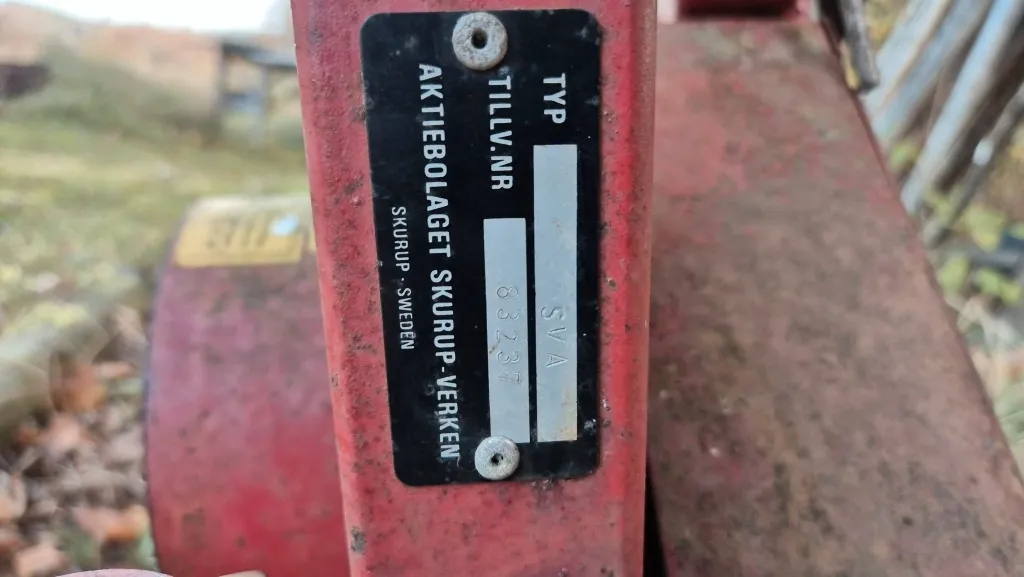 TYP SVA
TILLV.NR 83237
AKTIEBOLAGET SKURUP-VERKEN
SKURUP · SWEDEN